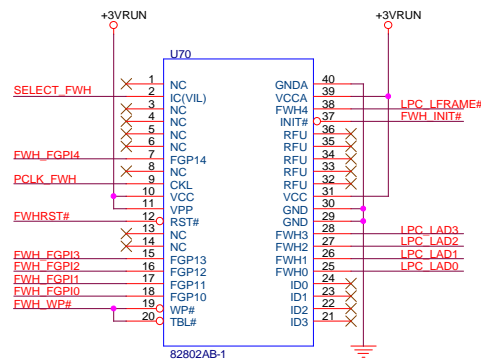 +3VRUN +3VRUN
U70
1 NC GNDA 40
SELECT_FWH 2 IC(VIL) VCCA 39
3 NC FWH4 38 LPC_LFRAME#
4 NC INIT# 37 FWH_INIT#
5 NC RFU 36
6 NC RFU 35
FWH_FGPI4 7 FGP14 RFU 34
8 NC RFU 33
PCLK_FWH 9 CKL RFU 32
10 VCC VCC 31
11 VPP GND 30
FWHRST# 12 RST# GND 29
13 NC FWH3 28 LPC_LAD3
14 NC FWH2 27 LPC_LAD2
FWH_FGPI3 15 FGP13 FWH1 26 LPC_LAD1
FWH_FGPI2 16 FGP12 FWH0 25 LPC_LAD0
FWH_FGPI1 17 FGP11 ID0 24
FWH_FGPI0 18 FGP10 ID1 23
FWH_WP# 19 WP# ID2 22
20 TBL# ID3 21
82802AB-1